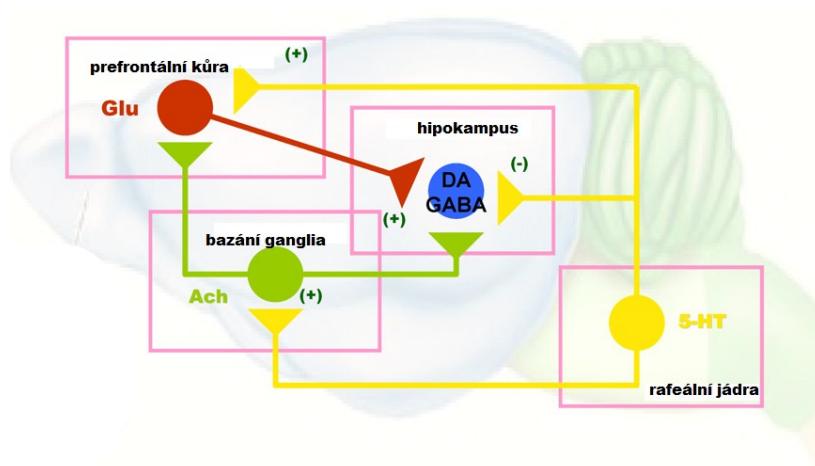 (+)
prefrontální kůra
Glu
hipokampus
(-)
DA
GABA
(+)
bazání ganglia
Ach
(+)
5-HT
rafeální jádra